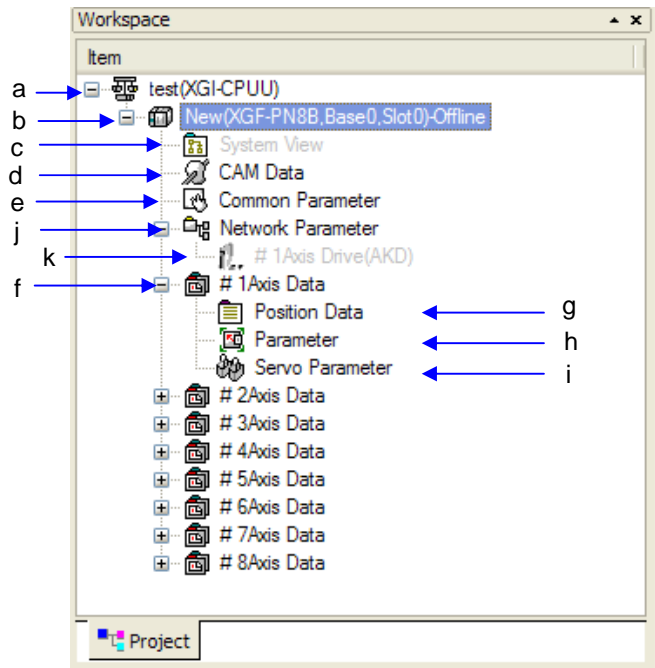 Workspace
Item
a test(XGI-CPUU)
b New(XGF-PN8B,Base0,Slot0)-Offline
c System View
d CAM Data
e Common Parameter
j Network Parameter
k # 1Axis Drive(AKD)
f # 1Axis Data
Position Data g
Parameter h
Servo Parameter i
# 2Axis Data
# 3Axis Data
# 4Axis Data
# 5Axis Data
# 6Axis Data
# 7Axis Data
# 8Axis Data
Project